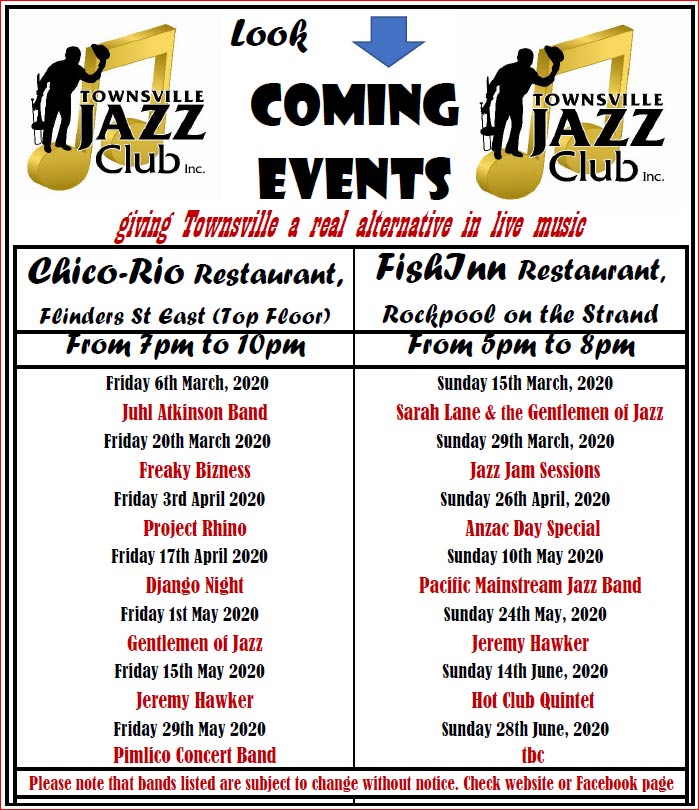 Look
TOWNSVILLE
JAZZ
Club Inc.
COMING
EVENTS
TOWNSVILLE
JAZZ
Club Inc.
giving Townsville a real alternative in live music
Chico-Rio Restaurant,
Flinders St East (Top Floor)
From 7pm to 10pm
Friday 6th March, 2020
Juhl Atkinson Band
Friday 20th March 2020
Freaky Bizness
Friday 3rd April 2020
Project Rhino
Friday 17th April 2020
Django Night
Friday 1st May 2020
Gentlemen of Jazz
Friday 15th May 2020
Jeremy Hawker
Friday 29th May 2020
Pimlico Concert Band
FishInn Restaurant,
Rockpool on the Strand
From 5pm to 8pm
Sunday 15th March, 2020
Sarah Lane & the Gentlemen of Jazz
Sunday 29th March, 2020
Jazz Jam Sessions
Sunday 26th April, 2020
Anzac Day Special
Sunday 10th May 2020
Pacific Mainstream Jazz Band
Sunday 24th May, 2020
Jeremy Hawker
Sunday 14th June, 2020
Hot Club Quintet
Sunday 28th June, 2020
tbc
Please note that bands listed are subject to change without notice. Check website or Facebook page